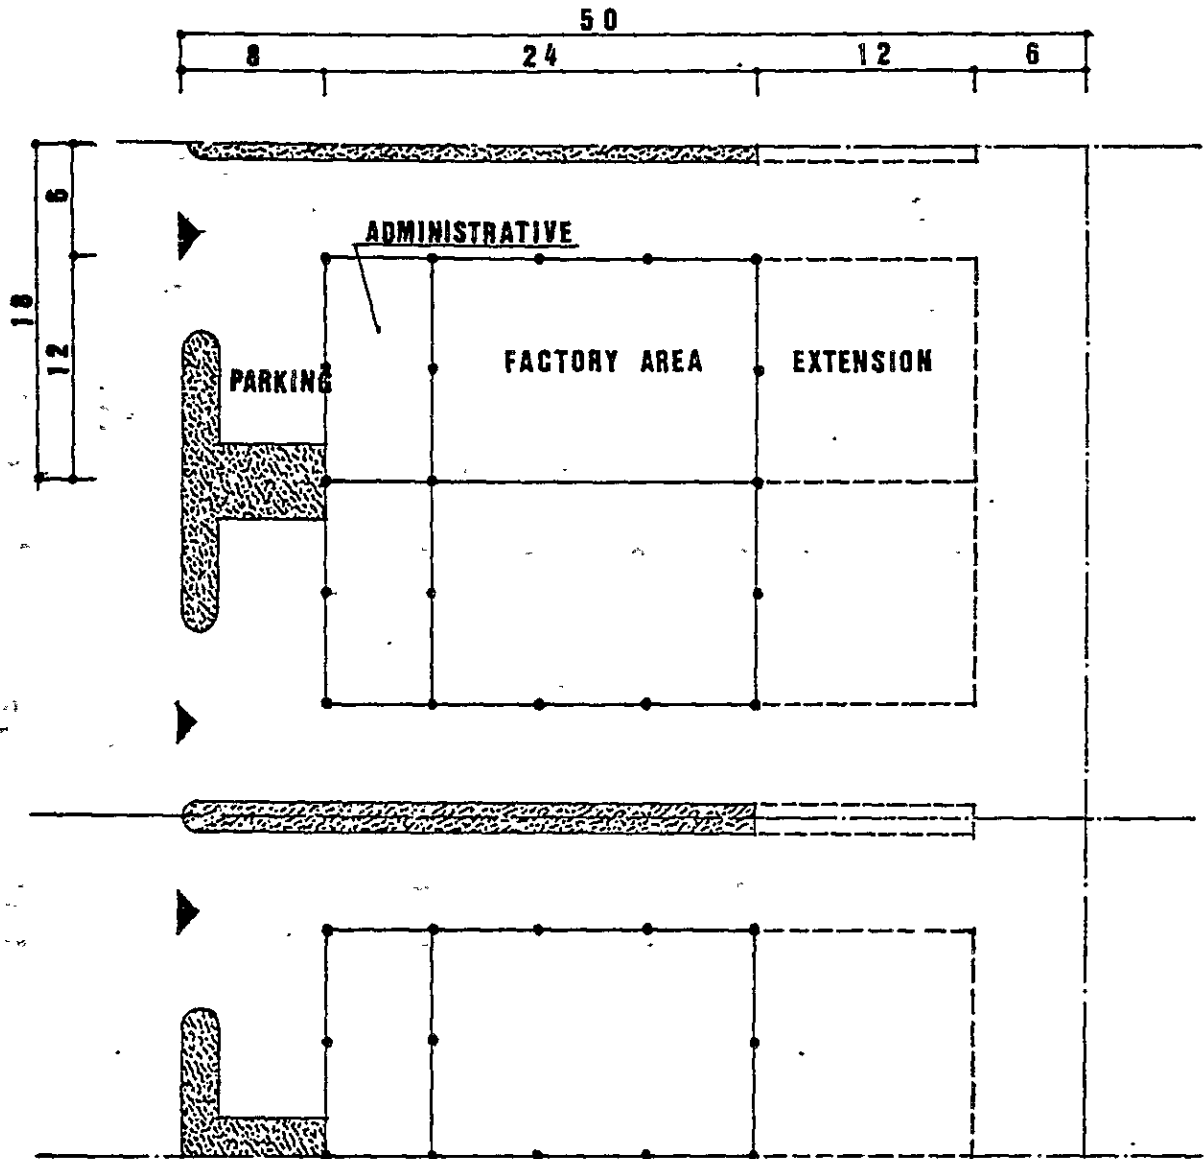 50
8 24 12 6
6
ADMINISTRATIVE
18
12
FACTORY AREA EXTENSION
PARKING